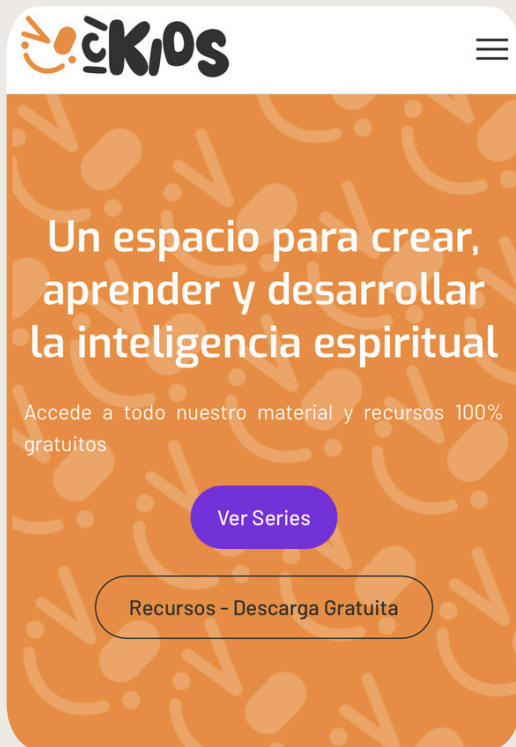 CVCKIDS
Un espacio para crear,
aprender y desarrollar
la inteligencia espiritual
Accede a todo nuestro material y recursos 100%
gratuitos
Ver Series
Recursos - Descarga Gratuita